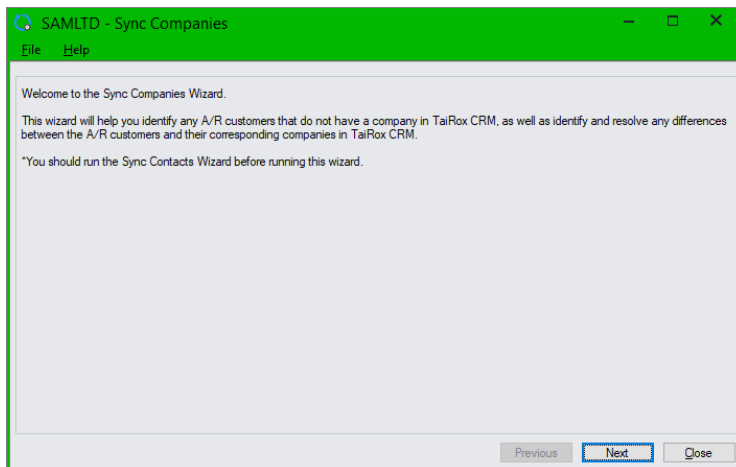 SAMLTD - Sync Companies
File Help
Welcome to the Sync Companies Wizard.
This wizard will help you identify any A/R customers that do not have a company in TaiRox CRM, as well as identify and resolve any differences
between the A/R customers and their corresponding companies in TaiRox CRM.
*You should run the Sync Contacts Wizard before running this wizard.
Previous Next Close